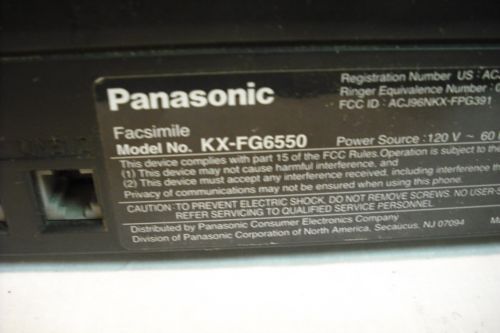 Panasonic
Registration Number US: AC
Ringer Equivalence Number
FCC ID : ACJ96NKX-FPG391
Facsimile
Model No. KX-FG6550 Power Source : 120 V ~ 60
This device complies with part 15 of the FCC Rules. Operation is subject to the
(1) This device may not cause harmful interference, and
(2) This device must accept any interference received, including interference th
Privacy of communications may not be ensured when using this phone.
CAUTION: TO PREVENT ELECTRIC SHOCK, DO NOT REMOVE SCREWS. NO USER
REFER SERVICING TO QUALIFIED SERVICE PERSONNEL.
Distributed by Panasonic Consumer Electronics Company
Division of Panasonic Corporation of North America, Secaucus, NJ 07094